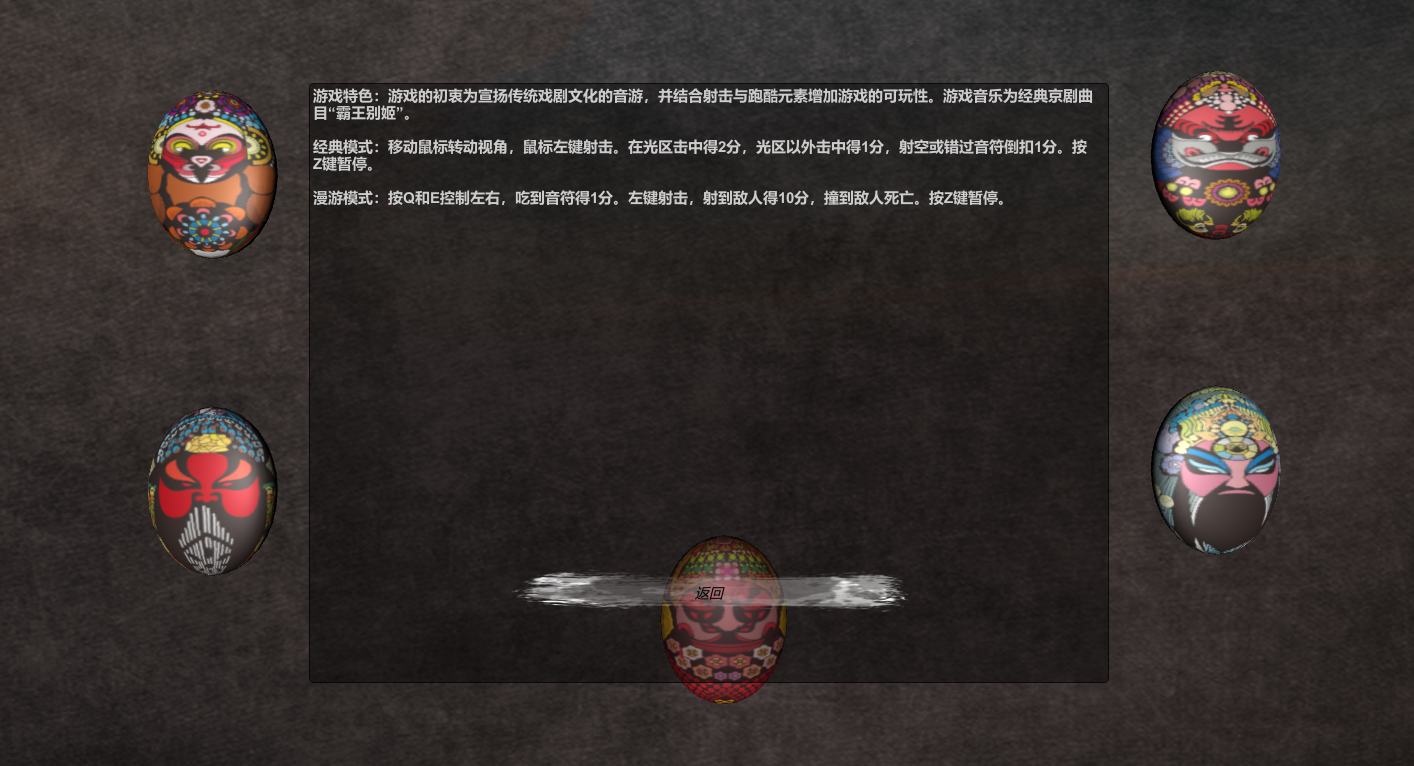 游戏特色：游戏的初衷为宣扬传统戏剧文化的音游，并结合射击与跑酷元素增加游戏的可玩性。游戏音乐为经典京剧曲
目“霸王别姬”。
经典模式：移动鼠标转动视角，鼠标左键射击。在光区击中得2分，光区以外击中得1分，射空或错过音符倒扣1分。按
Z键暂停。
漫游模式：按Q和E控制左右，吃到音符得1分。左键射击，射到敌人得10分，撞到敌人死亡。按Z键暂停。
返回